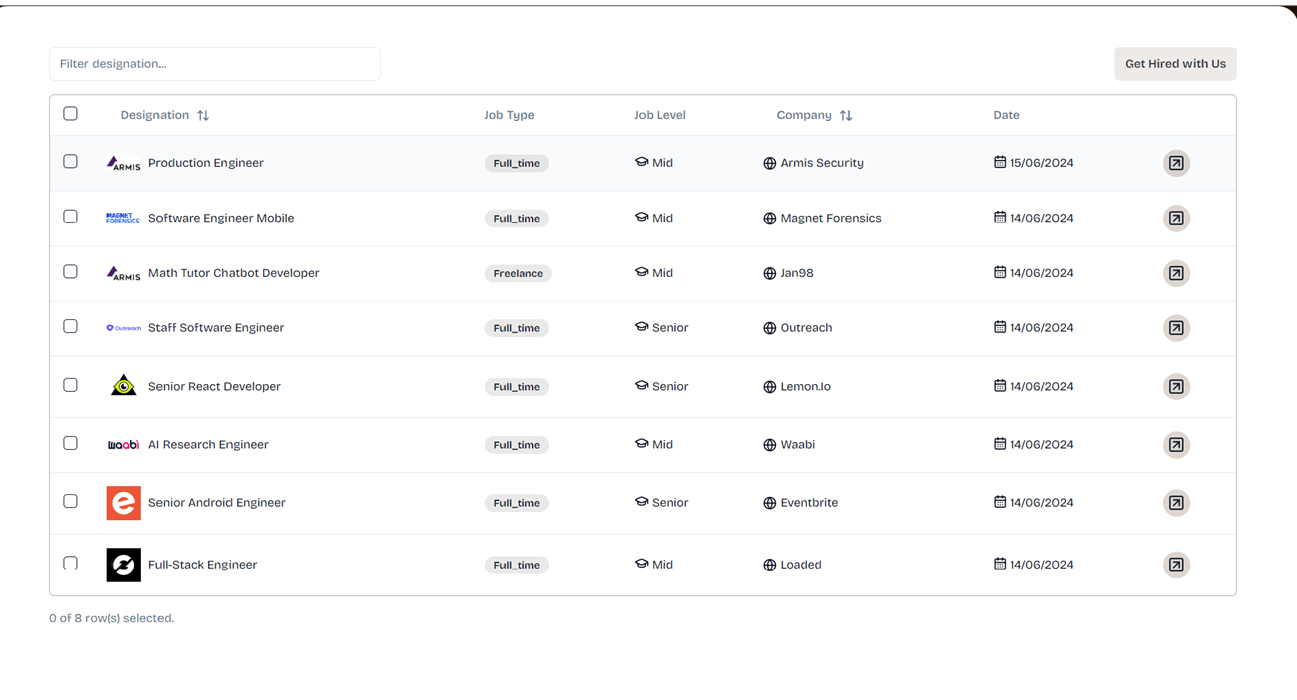 Filter designation...
Get Hired with Us
Designation Job Type Job Level Company Date
ARMIS Production Engineer Full_time Mid Armis Security 15/06/2024
MAGNET FORENSICS Software Engineer Mobile Full_time Mid Magnet Forensics 14/06/2024
ARMIS Math Tutor Chatbot Developer Freelance Mid Jan98 14/06/2024
Outreach Staff Software Engineer Full_time Senior Outreach 14/06/2024
Senior React Developer Full_time Senior Lemon.Io 14/06/2024
waabi AI Research Engineer Full_time Mid Waabi 14/06/2024
e Senior Android Engineer Full_time Senior Eventbrite 14/06/2024
Full-Stack Engineer Full_time Mid Loaded 14/06/2024
0 of 8 row(s) selected.